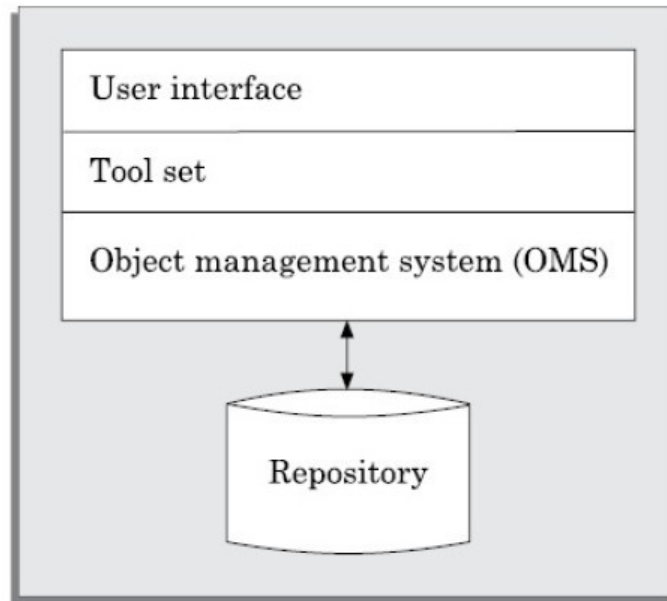 User interface
Tool set
Object management system (OMS)
Repository